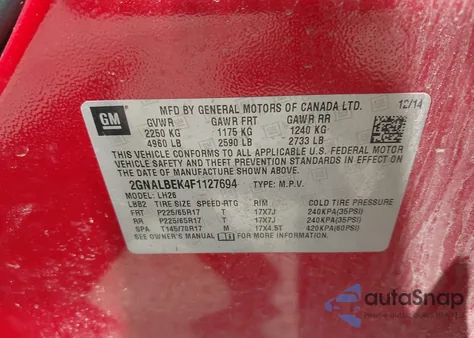 GM
MFD BY GENERAL MOTORS OF CANADA LTD. 12/14
GVWR GAWR FRT GAWR RR
2250 KG 1175 KG 1240 KG
4960 LB 2590 LB 2733 LB
THIS VEHICLE CONFORMS TO ALL APPLICABLE U.S. FEDERAL MOTOR
VEHICLE SAFETY, BUMPER, AND THEFT PREVENTION STANDARDS IN EFFECT ON
THE DATE OF MANUFACTURE SHOWN ABOVE.
2GNALBEK4F1127694 TYPE: M.P.V.
MODEL: LH26
LBB2 TIRE SIZE SPEED-RTG RIM COLD TIRE PRESSURE
FRT P225/65R17 T 17X7J 240KPA(35PSI)
RR P225/65R17 T 17X7J 240KPA(35PSI)
SPA T145/70R17 M 17X4.5T 420KPA(60PSI)
SEE OWNER'S MANUAL FOR MORE INFORMATION.
autoSnap